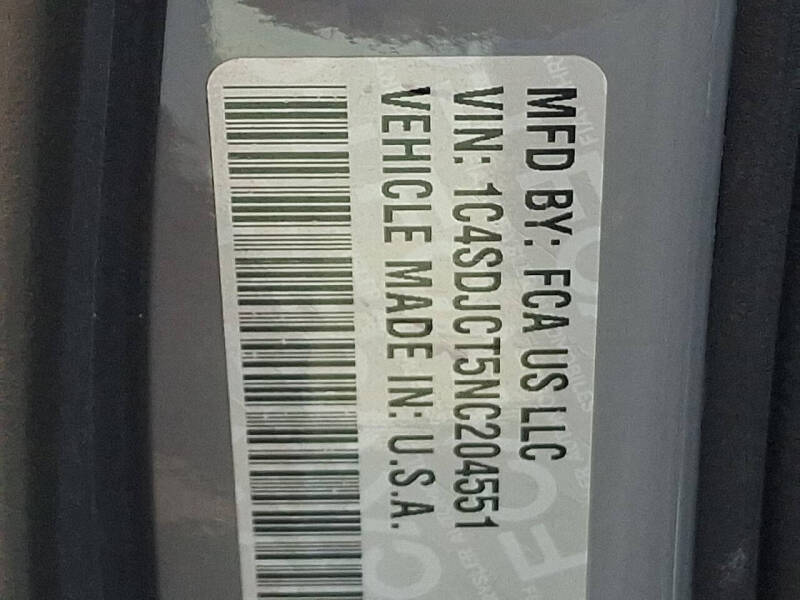 MFD BY: FCA US LLC
VIN: 1C4SDJCT5NC204551
VEHICLE MADE IN: U.S.A.